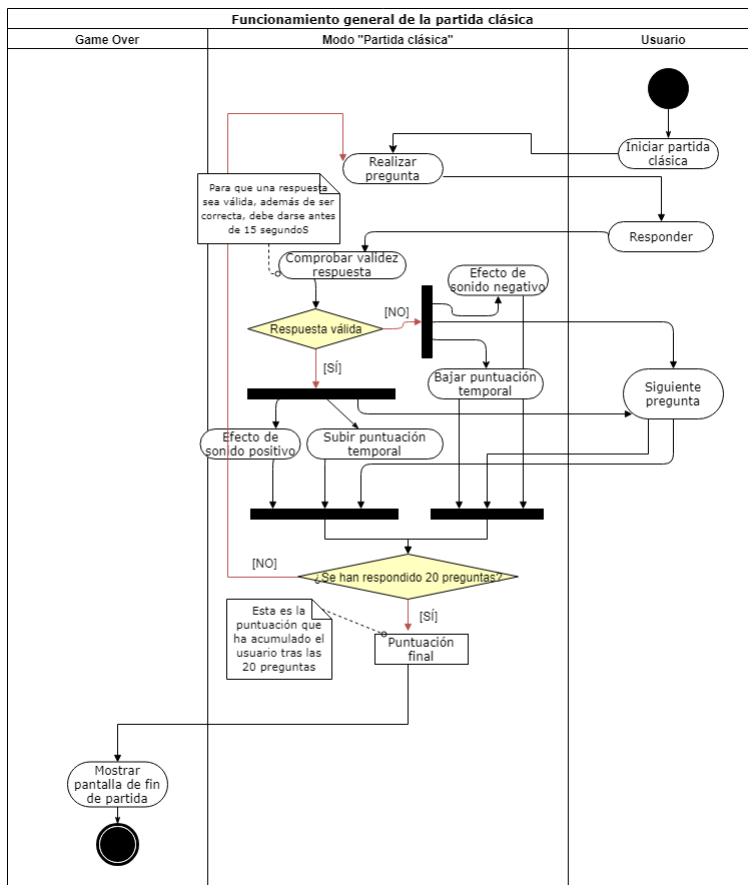 Funcionamiento general de la partida clásica
Game Over
Modo "Partida clásica"
Usuario
Iniciar partida
clásica
Realizar
pregunta
Para que una respuesta
sea válida, además de ser
correcta, debe darse antes
de 15 segundoS
Responder
Comprobar validez
respuesta
Efecto de
sonido negativo
[NO]
Respuesta válida
[SÍ]
Bajar puntuación
temporal
Siguiente
pregunta
Efecto de
sonido positivo
Subir puntuación
temporal
[NO]
¿Se han respondido 20 preguntas?
[SÍ]
Esta es la
puntuación que
ha acumulado el
usuario tras las
20 preguntas
Puntuación
final
Mostrar
pantalla de fin
de partida